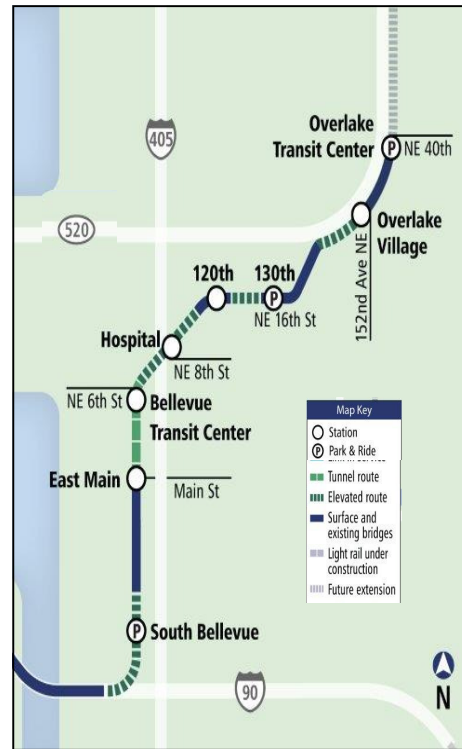 405
Overlake
Transit Center
P
NE 40th
520
Overlake
Village
152nd Ave NE
120th
130th
P
NE 16th St
Hospital
NE 8th St
NE 6th St
Bellevue
Transit Center
East Main
Main St
P
South Bellevue
90
N
Map Key
Station
P Park & Ride
Tunnel route
Elevated route
Surface and
existing bridges
Light rail under
construction
Future extension